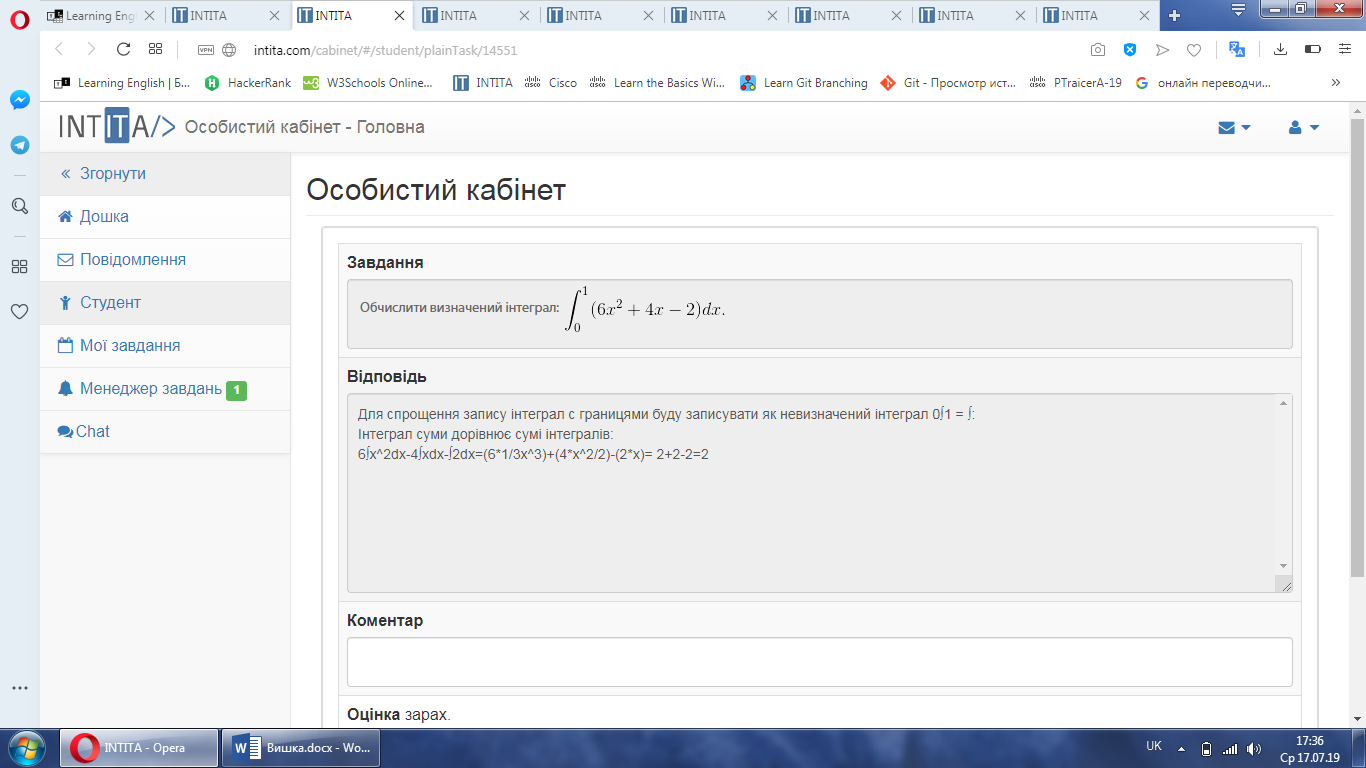 Learning Eng
INTITA
INTITA
INTITA
INTITA
INTITA
INTITA
INTITA
INTITA
VPN
intita.com/cabinet/#/student/plainTask/14551
Learning English | Б...
HackerRank
W3Schools Online...
INTITA
Cisco
Learn the Basics Wi...
Learn Git Branching
Git - Просмотр ист...
PTraicerA-19
онлайн переводчи...
INTITA/>
Особистий кабінет - Головна
Згорнути
Дошка
Повідомлення
Студент
Мої завдання
Менеджер завдань 1
Chat
Особистий кабінет
Завдання
Обчислити визначений інтеграл: ∫₀¹(6x² + 4x − 2)dx.
Відповідь
Для спрощення запису інтеграл с границями буду записувати як невизначений інтеграл 0∫1 = ∫:
Інтеграл суми дорівнює сумі інтегралів:
6∫x^2dx-4∫xdx-∫2dx=(6*1/3x^3)+(4*x^2/2)-(2*x)= 2+2-2=2
Коментар
Оцінка зарах.
INTITA - Opera
Вишка.docx - Wo...
UK
17:36
Ср 17.07.19